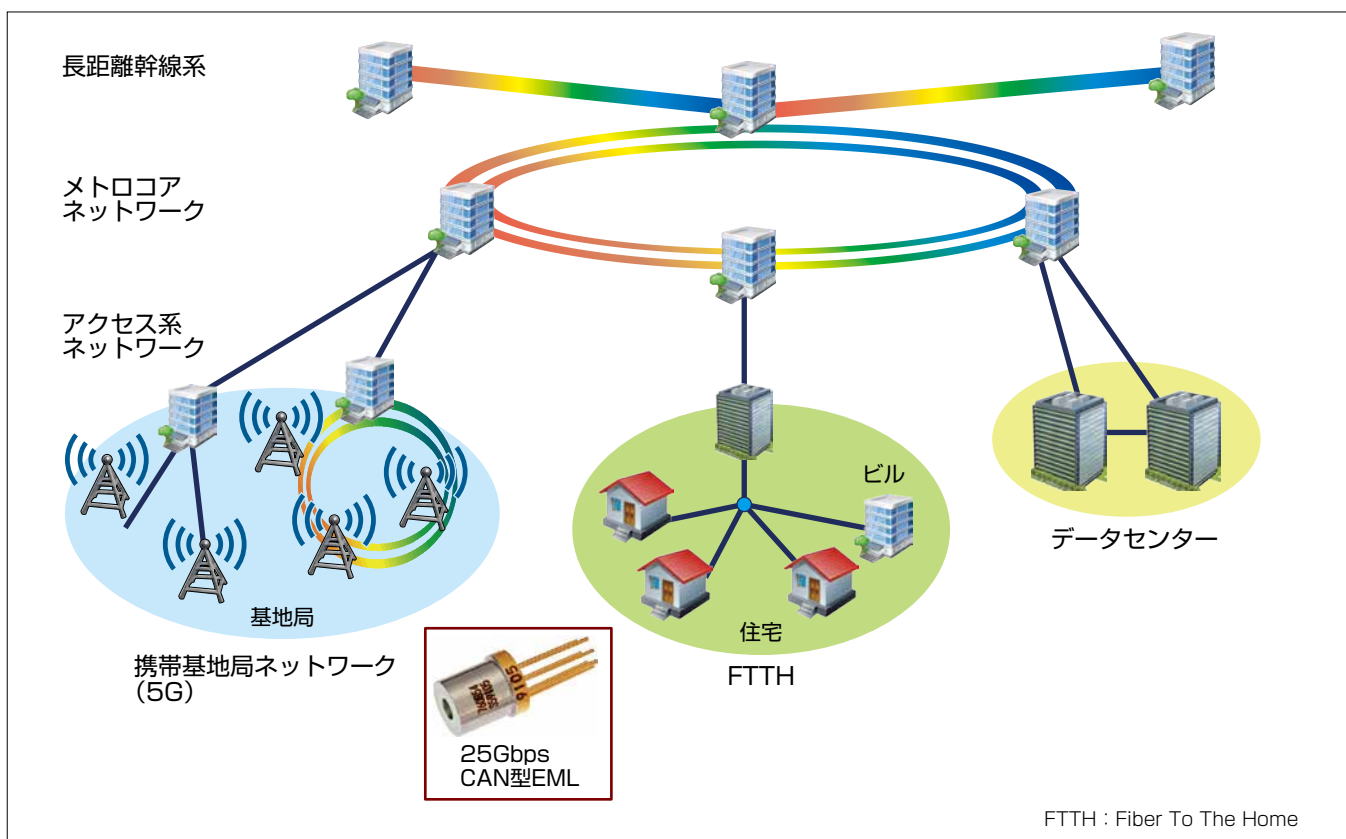 長距離幹線系
メトロコア
ネットワーク
アクセス系
ネットワーク
ビル
データセンター
基地局
住宅
携帯基地局ネットワーク
(5G)
FTTH
25Gbps
CAN型EML
FTTH：Fiber To The Home